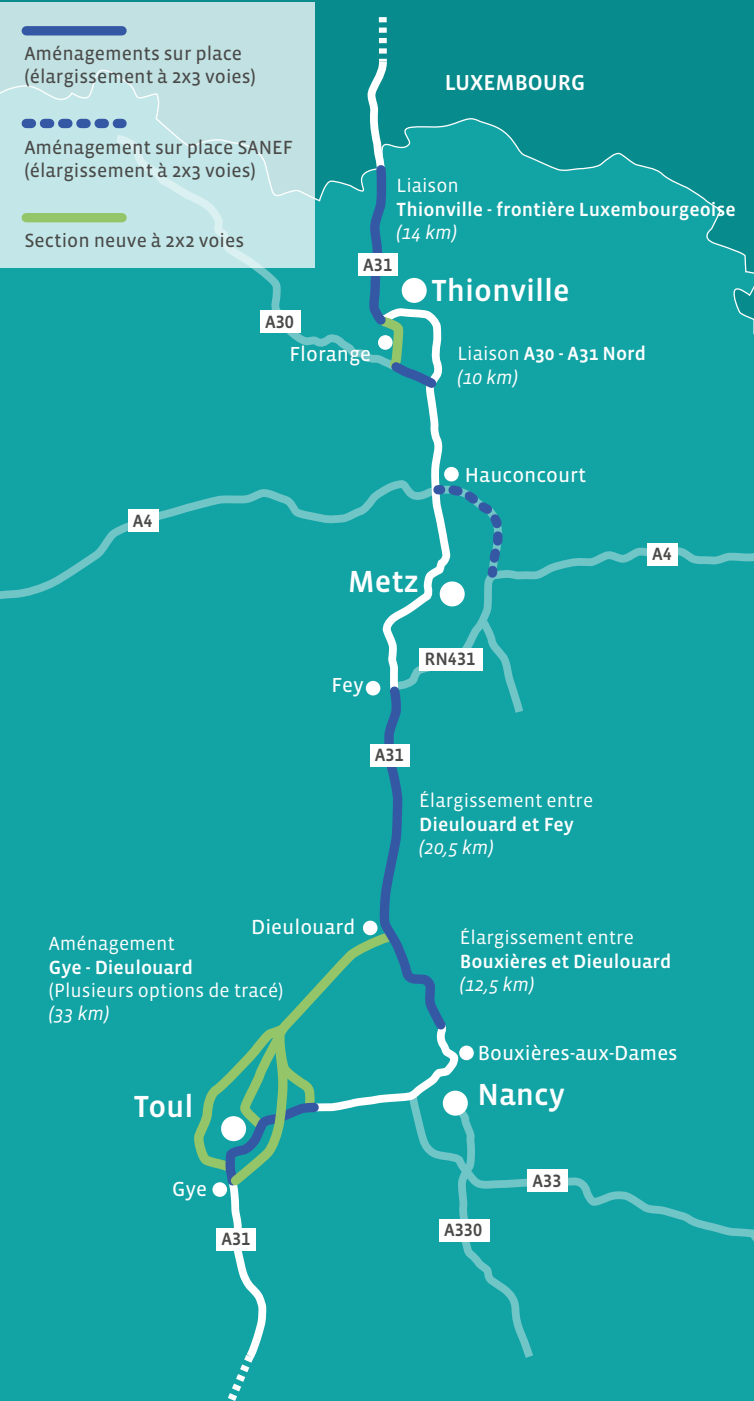 Aménagements sur place
(élargissement à 2x3 voies)
Aménagement sur place SANEF
(élargissement à 2x3 voies)
Section neuve à 2x2 voies
LUXEMBOURG
Liaison
Thionville - frontière Luxembourgeoise
(14 km)
A31
Thionville
A30
Florange
Liaison A30 - A31 Nord
(10 km)
Hauconcourt
A4
A4
Metz
RN431
Fey
A31
Élargissement entre
Dieulouard et Fey
(20,5 km)
Dieulouard
Aménagement
Gye - Dieulouard
(Plusieurs options de tracé)
(33 km)
Élargissement entre
Bouxières et Dieulouard
(12,5 km)
Bouxières-aux-Dames
Nancy
Toul
Gye
A33
A330
A31